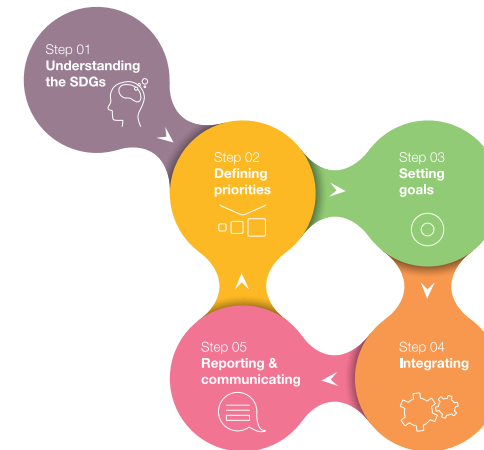 Step 01
Understanding
the SDGs
Step 02
Defining
priorities
Step 03
Setting
goals
Step 04
Integrating
Step 05
Reporting &
communicating